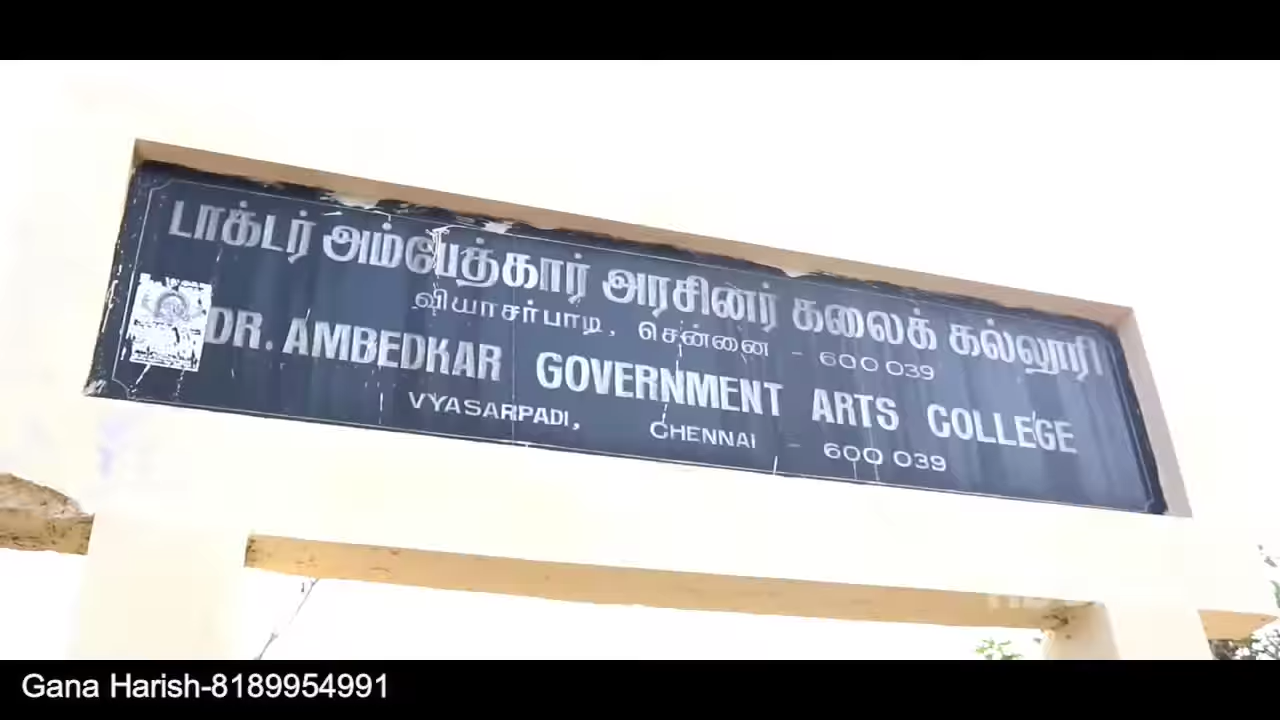 டாக்டர் அம்பேத்கார் அரசினர் கலைக் கல்லூரி
வியாசர்பாடி, சென்னை - 600 039
DR. AMBEDKAR GOVERNMENT ARTS COLLEGE
VYASARPADI, CHENNAI - 600 039
Gana Harish-8189954991